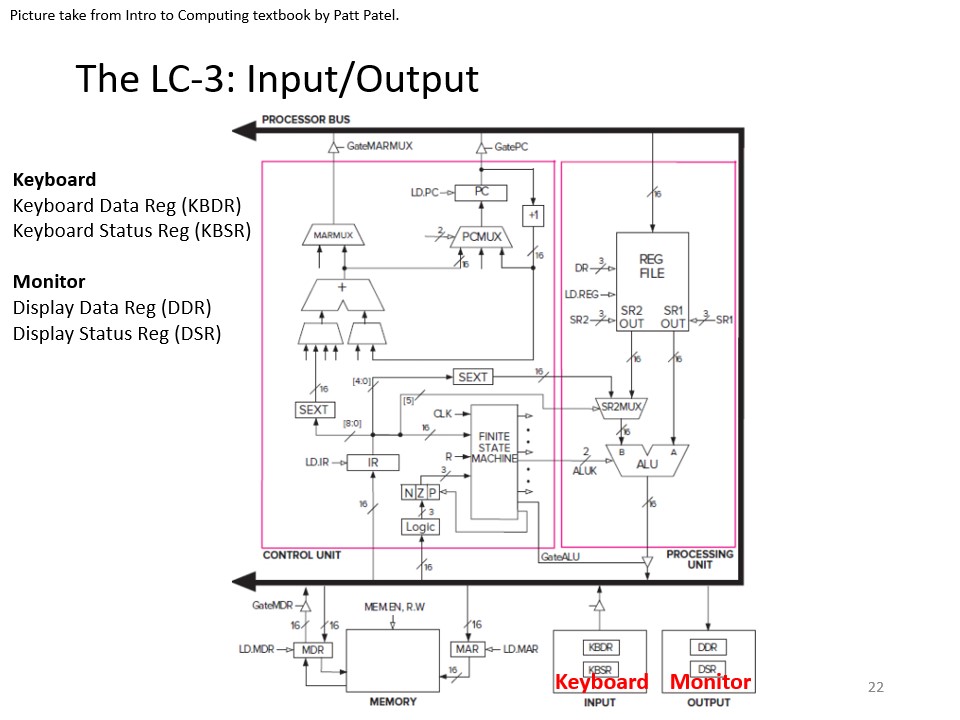 Picture take from Intro to Computing textbook by Patt Patel.
The LC-3: Input/Output
Keyboard
Keyboard Data Reg (KBDR)
Keyboard Status Reg (KBSR)
Monitor
Display Data Reg (DDR)
Display Status Reg (DSR)
PROCESSOR BUS
GateMARMUX
GatePC
LD.PC
PC
+1
MARMUX
2
PCMUX
16
16
16
REG
FILE
DR
3
LD.REG
SR2
3
SR2
OUT
SR1
OUT
3
SR1
+
16
16
[4:0]
SEXT
16
16
SEXT
[5]
SR2MUX
[8:0]
16
CLK
16
FINITE
STATE
MACHINE
R
LD.IR
IR
3
2
ALUK
B
A
ALU
N Z P
16
3
Logic
16
16
GateALU
CONTROL UNIT
PROCESSING
UNIT
GateMDR
MEM.EN, R.W
16
16
16
LD.MDR
MDR
MAR
LD.MAR
16
KBDR
KBSR
DDR
DSR
Keyboard
Monitor
MEMORY
INPUT
OUTPUT
22